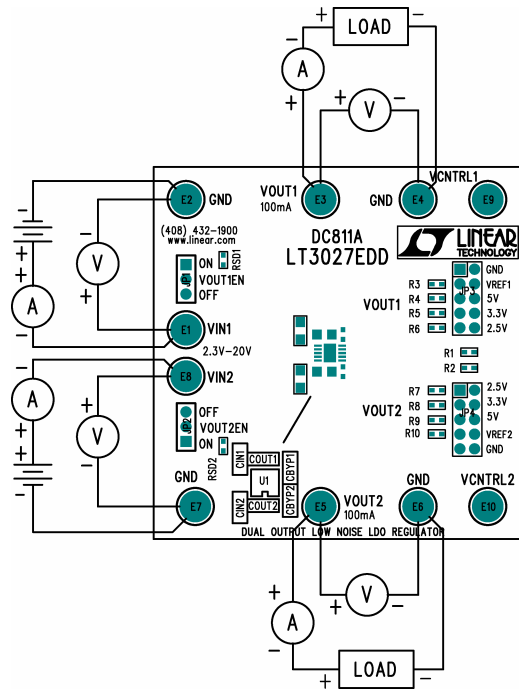 + LOAD -
- A +
+ V -
VCNTRL1
E2 GND
VOUT1 E3
100mA
GND E4
E9
(408) 432-1900
www.linear.com
DC811A
LT3027EDD
LINEAR
TECHNOLOGY
- + + A -
- V +
JP1
ON
VOUT1EN
OFF
RSD1
E1 VIN1
2.3V-20V
E8 VIN2
VOUT1
R3
R4
R5
R6
JP3
GND
VREF1
5V
3.3V
2.5V
R1
R2
- A + + -
+ V -
JP2
OFF
VOUT2EN
ON
RSD2
VOUT2
R7
R8
R9
R10
JP4
2.5V
3.3V
5V
VREF2
GND
CIN1
COUT1
CBYP1
U1
CIN2
COUT2
CBYP2
GND
E7
E5 VOUT2
100mA
GND
E6
VCNTRL2
E10
DUAL OUTPUT LOW NOISE LDO REGULATOR
+ V -
+ A -
+ LOAD -